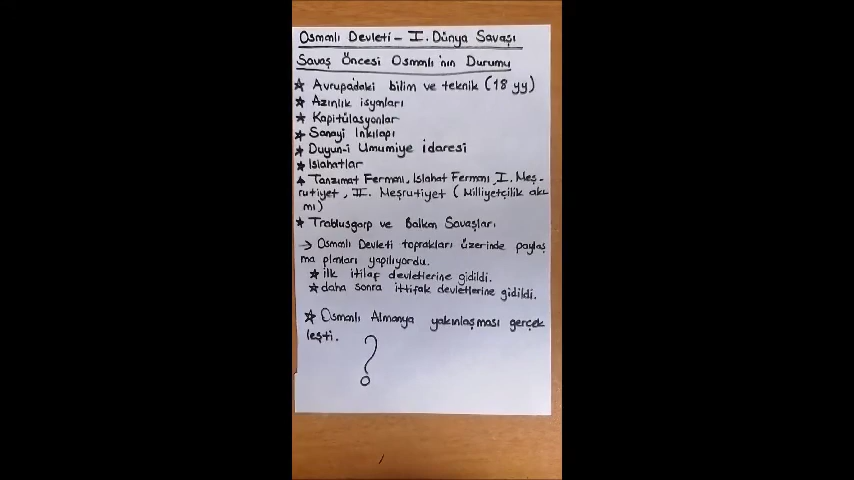 Osmanlı Devleti – I. Dünya Savaşı
Savaş Öncesi Osmanlı'nın Durumu
☆ Avrupadaki bilim ve teknik (18 yy)
☆ Azınlık isyanları
☆ Kapitülasyonlar
☆ Sanayi İnkılapı
☆ Duyun-i Umumiye idaresi
☆ Islahatlar
☆ Tanzimat Fermanı, Islahat Fermanı, I. Meş-
rutiyet, II. Meşrutiyet (Milliyetçilik akı
mı)
☆ Trablusgarp ve Balkan Savaşları
→ Osmanlı Devleti toprakları üzerinde paylaş
ma planları yapılıyordu.
☆ ilk itilaf devletlerine gidildi.
☆ daha sonra ittifak devletlerine gidildi.
☆ Osmanlı Almanya yakınlaşması gerçek
leşti.
?